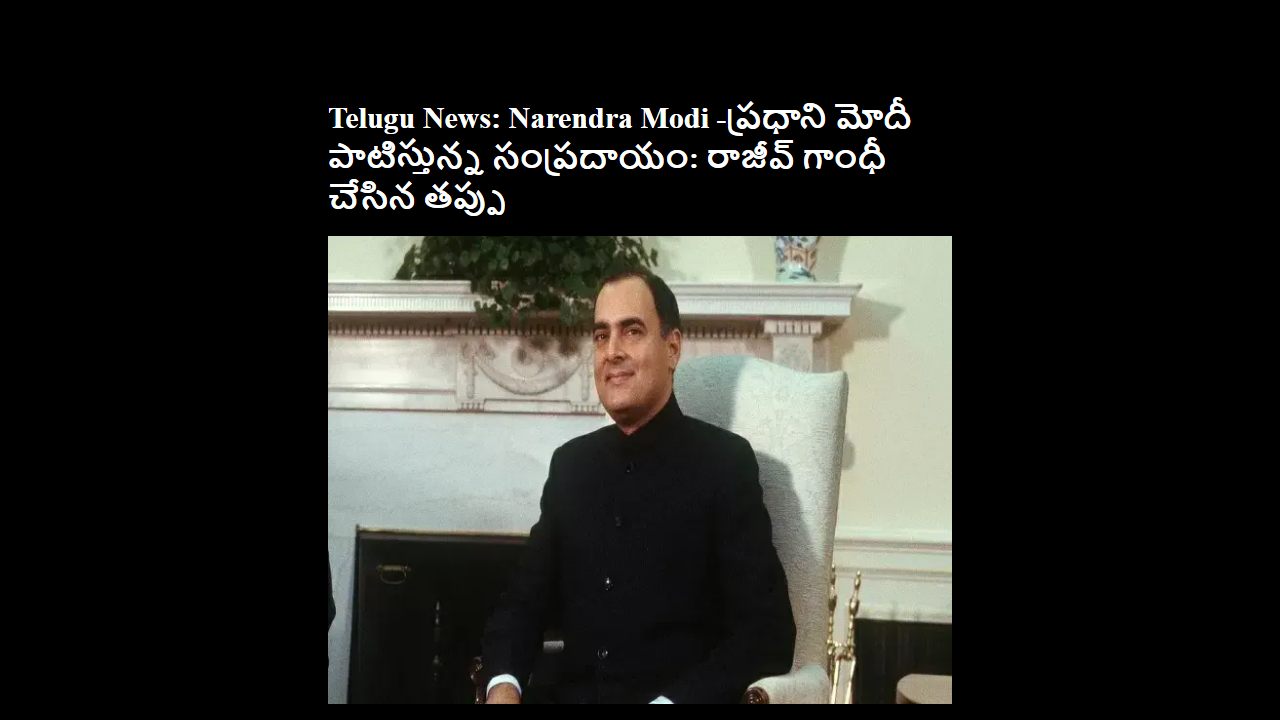 Telugu News: Narendra Modi -ప్రధాని మోదీ
పాటిస్తున్న సంప్రదాయం: రాజీవ్ గాంధీ
చేసిన తప్పు